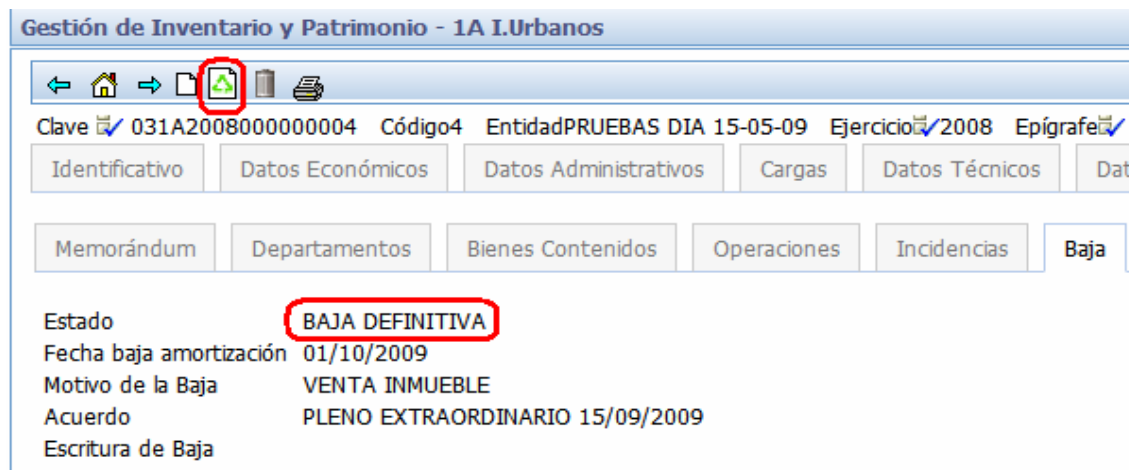 Gestión de Inventario y Patrimonio - 1A I.Urbanos
Clave 031A2008000000004 Código4 EntidadPRUEBAS DIA 15-05-09 Ejercicio 2008 Epígrafe
Identificativo Datos Económicos Datos Administrativos Cargas Datos Técnicos Dat
Memorándum Departamentos Bienes Contenidos Operaciones Incidencias Baja
Estado BAJA DEFINITIVA
Fecha baja amortización 01/10/2009
Motivo de la Baja VENTA INMUEBLE
Acuerdo PLENO EXTRAORDINARIO 15/09/2009
Escritura de Baja